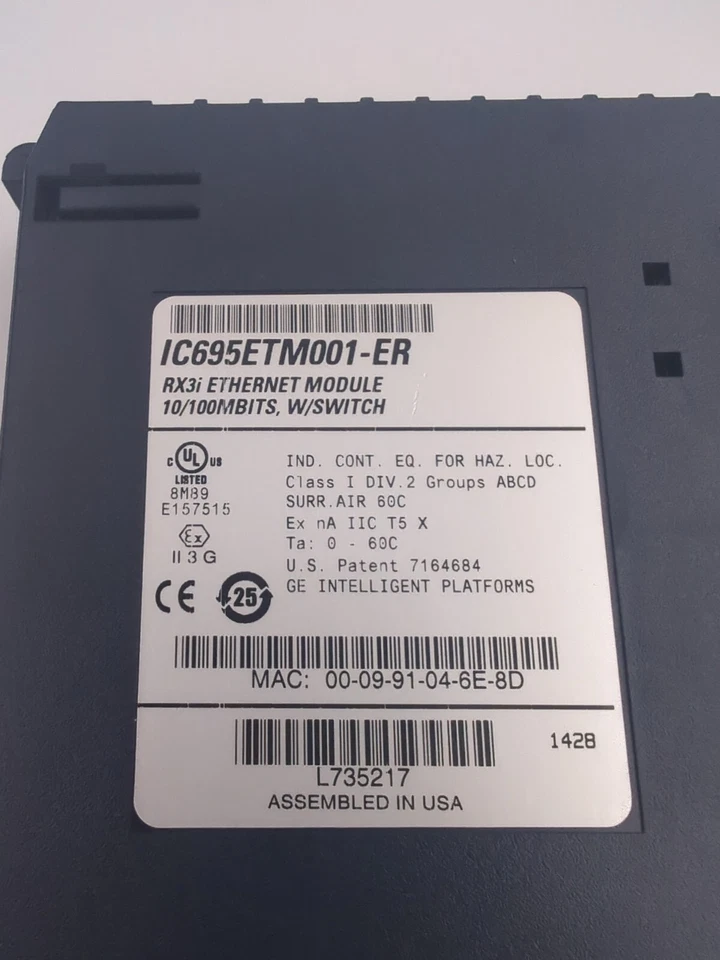 IC695ETM001-ER
RX3i ETHERNET MODULE
10/100MBITS, W/SWITCH
C UL US
LISTED
8M89
E157515
Ex
II 3 G
CE 25
IND. CONT. EQ. FOR HAZ. LOC.
Class I DIV.2 Groups ABCD
SURR.AIR 60C
Ex nA IIC T5 X
Ta: 0 - 60C
U.S. Patent 7164684
GE INTELLIGENT PLATFORMS
MAC: 00-09-91-04-6E-8D
1428
L735217
ASSEMBLED IN USA